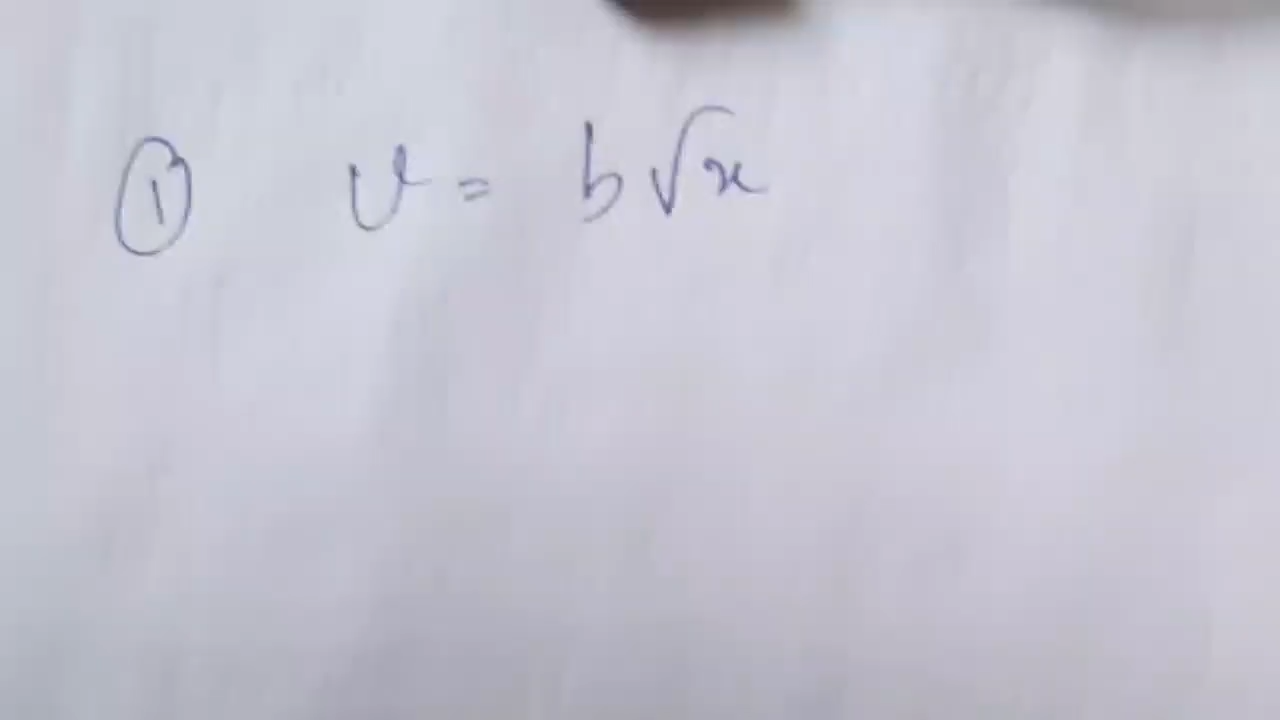 ① v = b√x